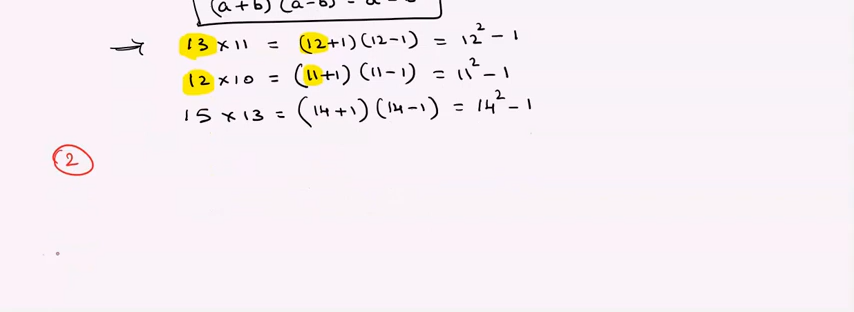 (a+b) (a-b) = a
→ 13 × 11 = (12+1) (12-1) = 12² - 1
12 × 10 = (11+1) (11-1) = 11² - 1
15 × 13 = (14+1) (14-1) = 14² - 1
2